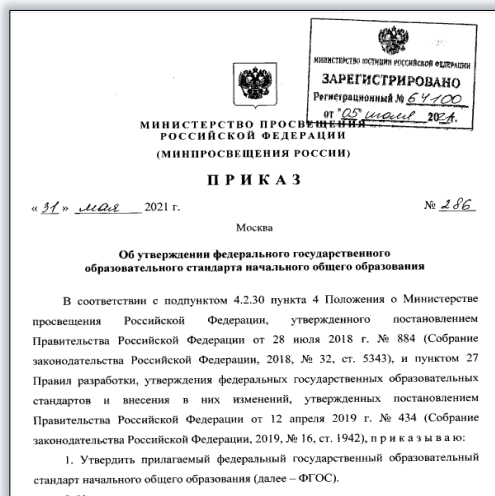 МИНИСТЕРСТВО ЮСТИЦИИ РОССИЙСКОЙ ФЕДЕРАЦИИ
ЗАРЕГИСТРИРОВАНО
Регистрационный № 64100
от "05" июля 2021.
МИНИСТЕРСТВО ПРОСВЕЩЕНИЯ
РОССИЙСКОЙ ФЕДЕРАЦИИ
(МИНПРОСВЕЩЕНИЯ РОССИИ)
ПРИКАЗ
« 31 » мая 2021 г.
№ 286
Москва
Об утверждении федерального государственного
образовательного стандарта начального общего образования
В соответствии с подпунктом 4.2.30 пункта 4 Положения о Министерстве
просвещения Российской Федерации, утвержденного постановлением
Правительства Российской Федерации от 28 июля 2018 г. № 884 (Собрание
законодательства Российской Федерации, 2018, № 32, ст. 5343), и пунктом 27
Правил разработки, утверждения федеральных государственных образовательных
стандартов и внесения в них изменений, утвержденных постановлением
Правительства Российской Федерации от 12 апреля 2019 г. № 434 (Собрание
законодательства Российской Федерации, 2019, № 16, ст. 1942), п р и к а з ы в а ю:
1. Утвердить прилагаемый федеральный государственный образовательный
стандарт начального общего образования (далее – ФГОС).